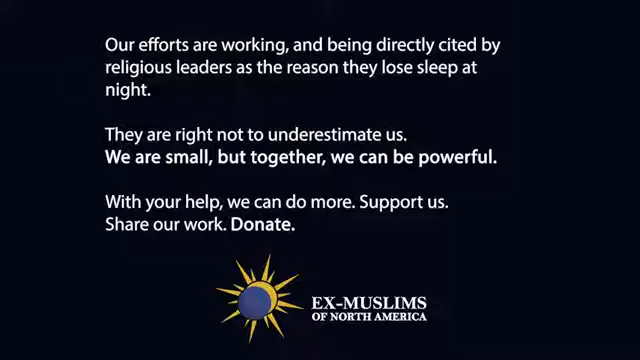 Our efforts are working, and being directly cited by
religious leaders as the reason they lose sleep at
night.
They are right not to underestimate us.
We are small, but together, we can be powerful.
With your help, we can do more. Support us.
Share our work. Donate.
EX-MUSLIMS
OF NORTH AMERICA